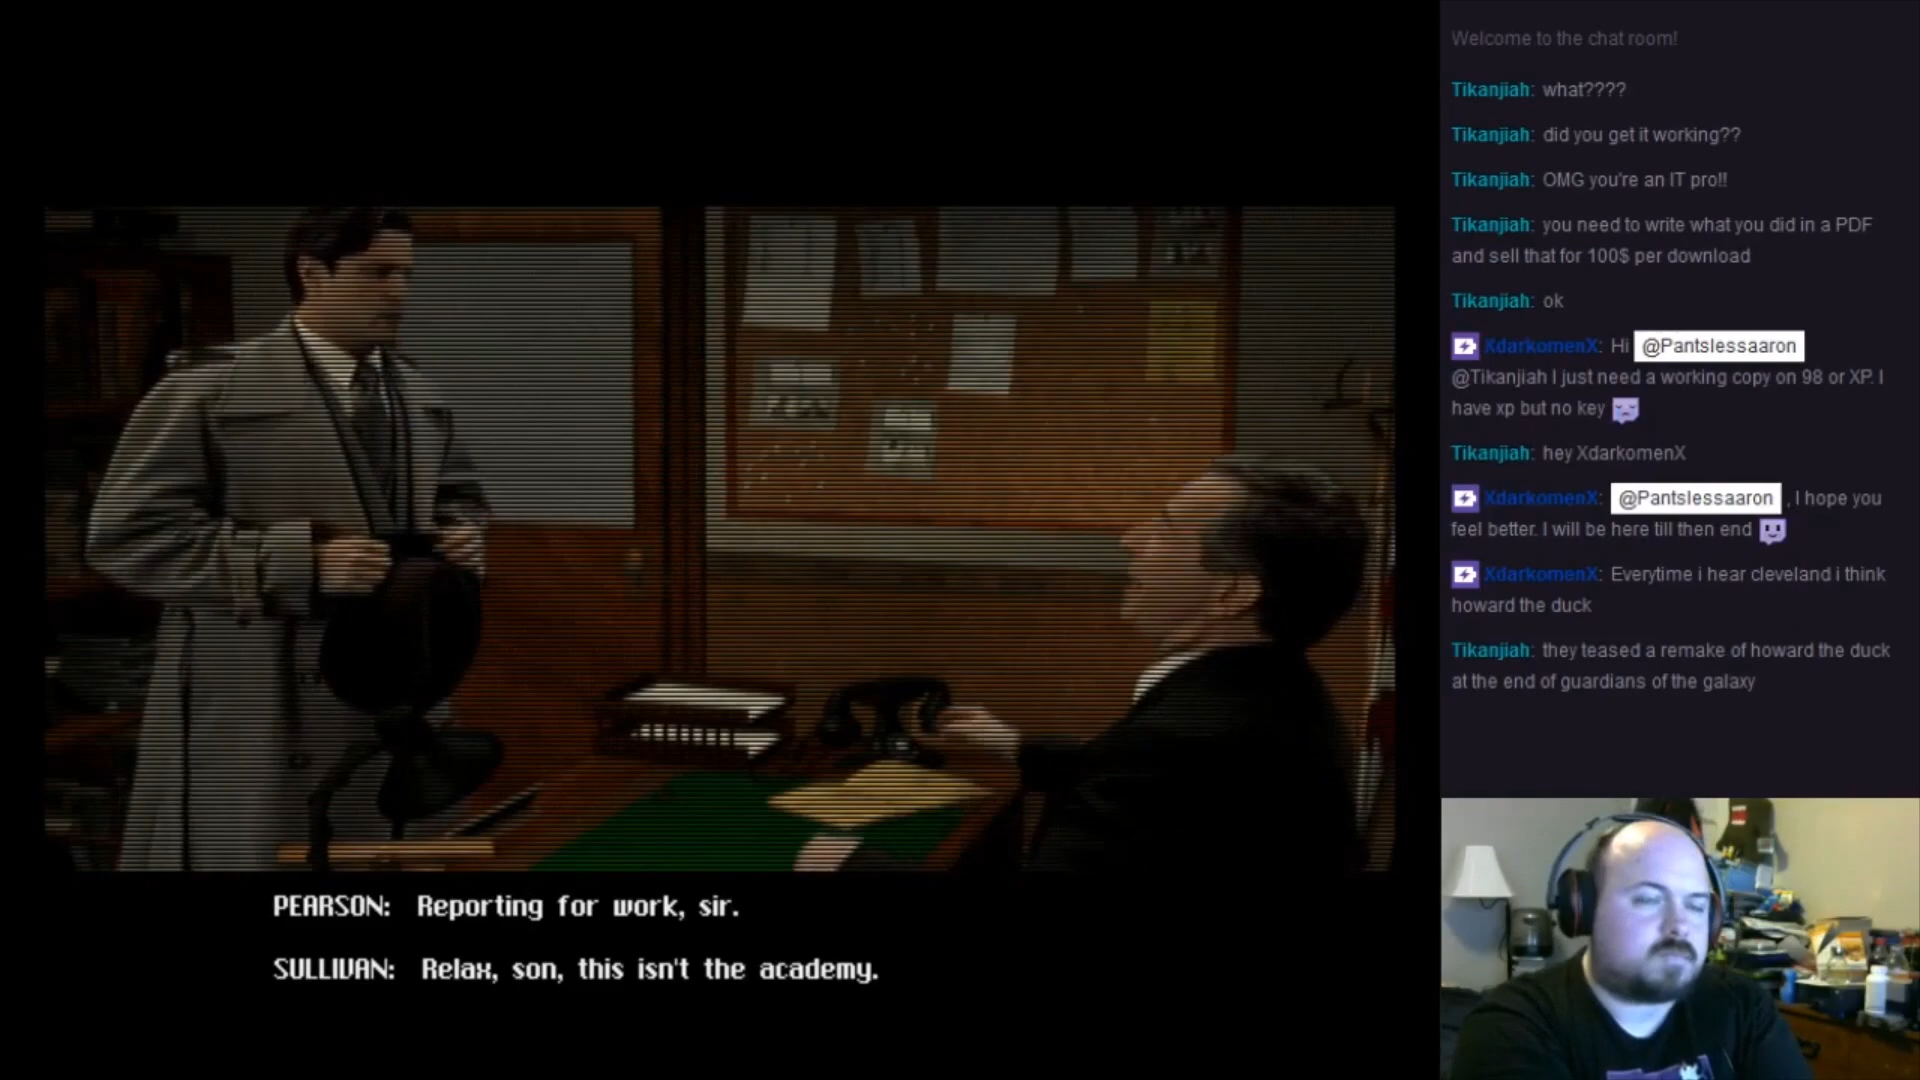 Welcome to the chat room!
Tikanjiah: what????
Tikanjiah: did you get it working??
Tikanjiah: OMG you're an IT pro!!
Tikanjiah: you need to write what you did in a PDF
and sell that for 100$ per download
Tikanjiah: ok
XdarkomenX: Hi @Pantslessaaron
@Tikanjiah I just need a working copy on 98 or XP. I
have xp but no key
Tikanjiah: hey XdarkomenX
XdarkomenX: @Pantslessaaron , I hope you
feel better. I will be here till then end
XdarkomenX: Everytime i hear cleveland i think
howard the duck
Tikanjiah: they teased a remake of howard the duck
at the end of guardians of the galaxy
PEARSON: Reporting for work, sir.
SULLIVAN: Relax, son, this isn't the academy.